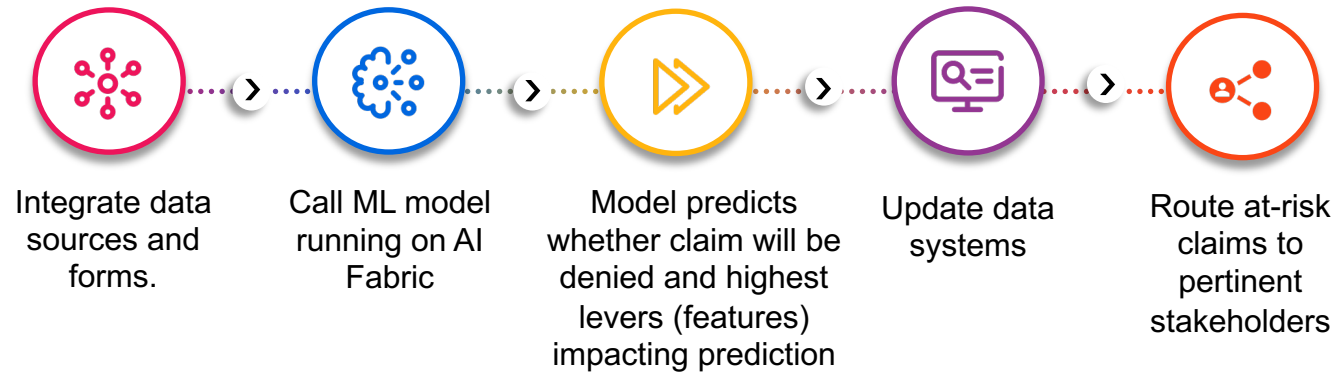 Integrate data
sources and
forms.
Call ML model
running on AI
Fabric
Model predicts
whether claim will be
denied and highest
levers (features)
impacting prediction
Update data
systems
Route at-risk
claims to
pertinent
stakeholders